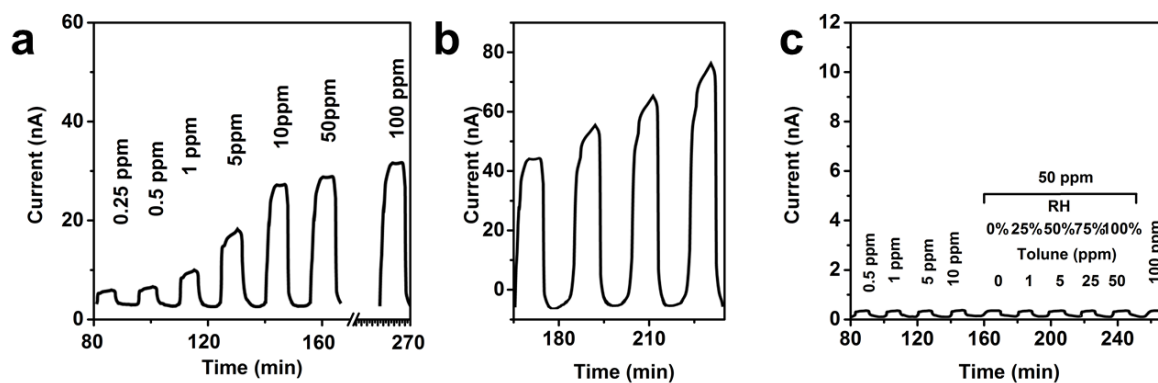 a
60
40
20
0
Current (nA)
0.25 ppm
0.5 ppm
1 ppm
5ppm
10ppm
50ppm
100 ppm
80
120
160
270
Time (min)
b
80
60
40
20
0
Current (nA)
180
210
Time (min)
c
12
10
8
6
4
2
0
Current (nA)
50 ppm
RH
0% 25% 50% 75% 100%
Tolune (ppm)
0 1 5 25 50
0.5 ppm
1 ppm
5 ppm
10 ppm
100 ppm
80 120 160 200 240
Time (min)